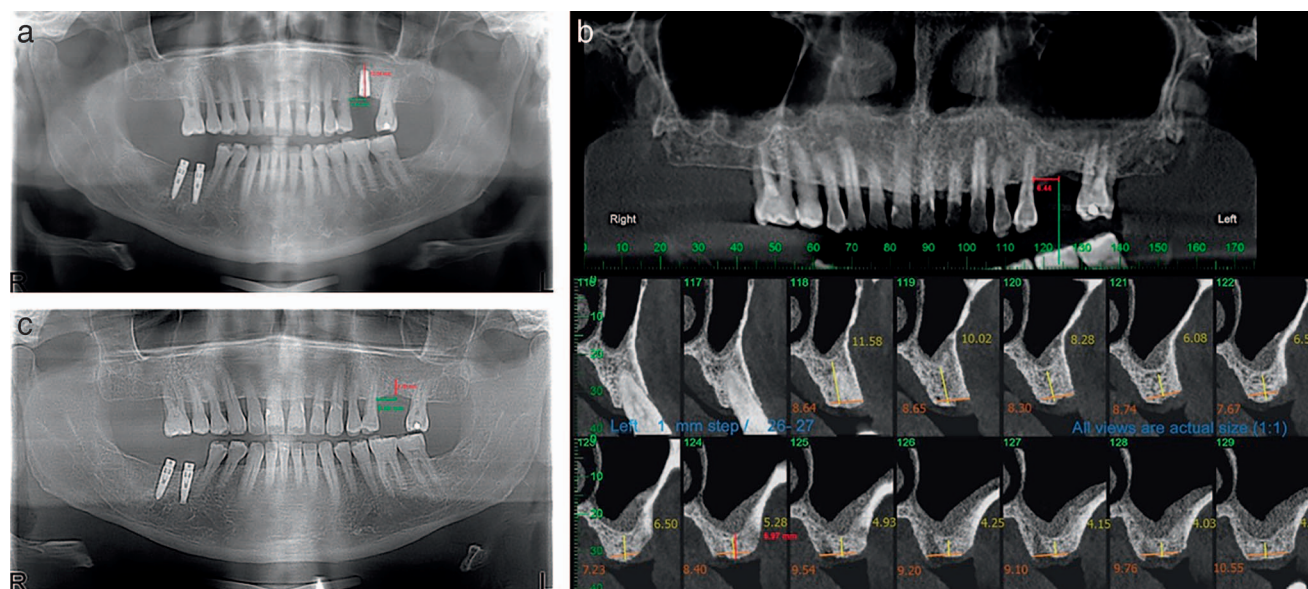 a
R
L
c
R
L
b
6.44
Right
Left
0 10 20 30 40 50 60 70 80 90 100 110 120 130 140 150 160 170
116 117 118 119 120 121 122
11.58 10.02 8.28 6.08
8.64 8.65 8.30 8.74 7.67
Left 1 mm step / 26-27 All views are actual size (1:1)
124 125 126 127 128 129
6.50 5.28 4.93 4.25 4.15 4.03
7.23 8.40 9.54 9.20 9.10 9.76 10.55